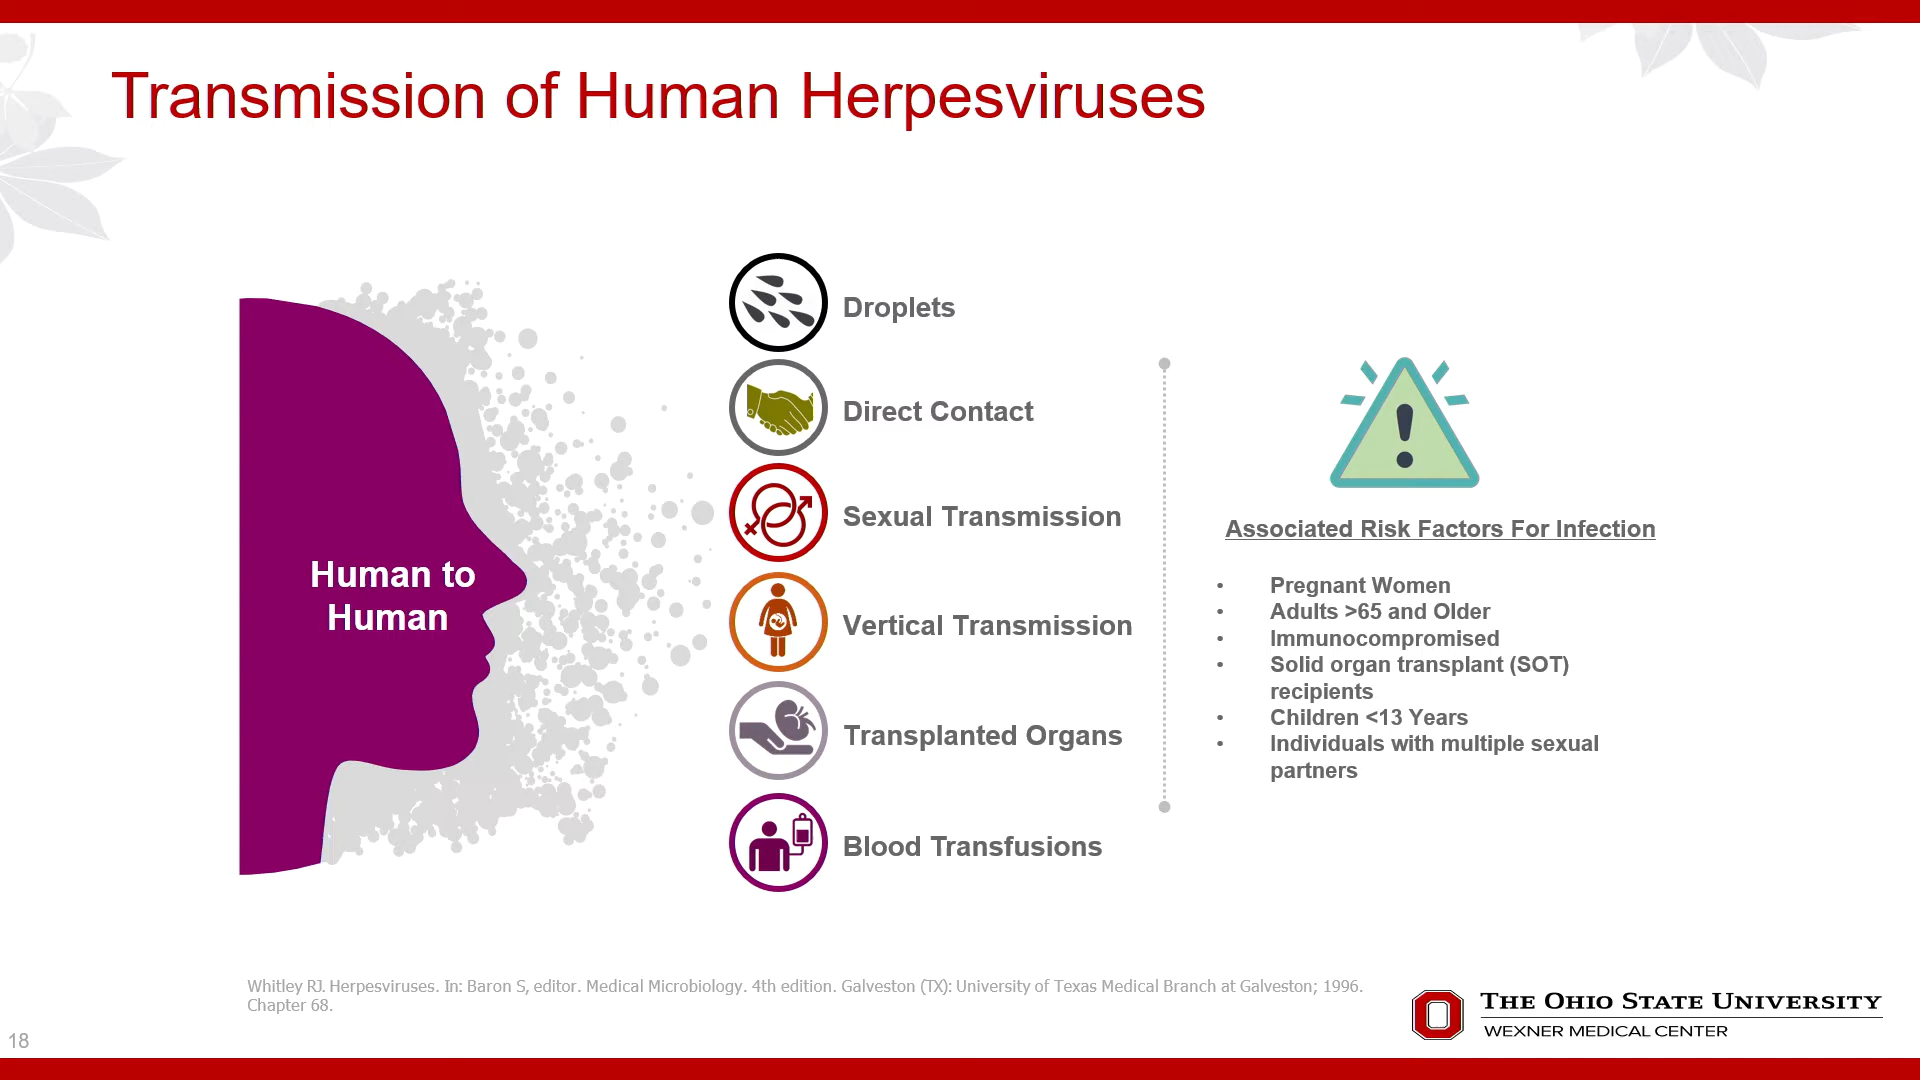 Transmission of Human Herpesviruses
Human to
Human
Droplets
Direct Contact
Sexual Transmission
Vertical Transmission
Transplanted Organs
Blood Transfusions
Associated Risk Factors For Infection
• Pregnant Women
• Adults >65 and Older
• Immunocompromised
• Solid organ transplant (SOT)
recipients
• Children <13 Years
• Individuals with multiple sexual
partners
Whitley RJ. Herpesviruses. In: Baron S, editor. Medical Microbiology. 4th edition. Galveston (TX): University of Texas Medical Branch at Galveston; 1996.
Chapter 68.
THE OHIO STATE UNIVERSITY
WEXNER MEDICAL CENTER
18